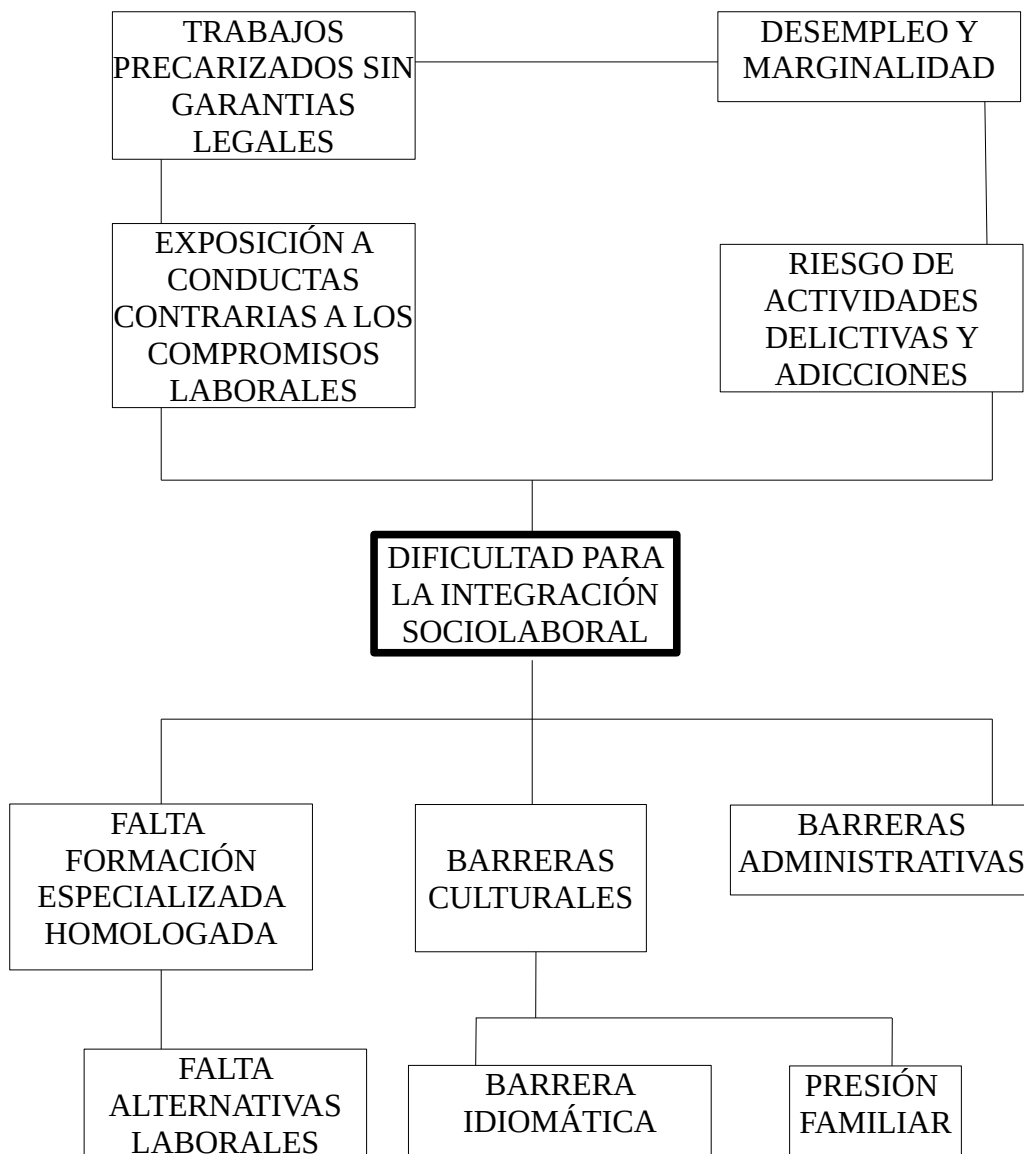 TRABAJOS
PRECARIZADOS SIN
GARANTIAS
LEGALES
DESEMPLEO Y
MARGINALIDAD
EXPOSICIÓN A
CONDUCTAS
CONTRARIAS A LOS
COMPROMISOS
LABORALES
RIESGO DE
ACTIVIDADES
DELICTIVAS Y
ADICCIONES
DIFICULTAD PARA
LA INTEGRACIÓN
SOCIOLABORAL
FALTA
FORMACIÓN
ESPECIALIZADA
HOMOLOGADA
BARRERAS
CULTURALES
BARRERAS
ADMINISTRATIVAS
FALTA
ALTERNATIVAS
LABORALES
BARRERA
IDIOMÁTICA
PRESIÓN
FAMILIAR